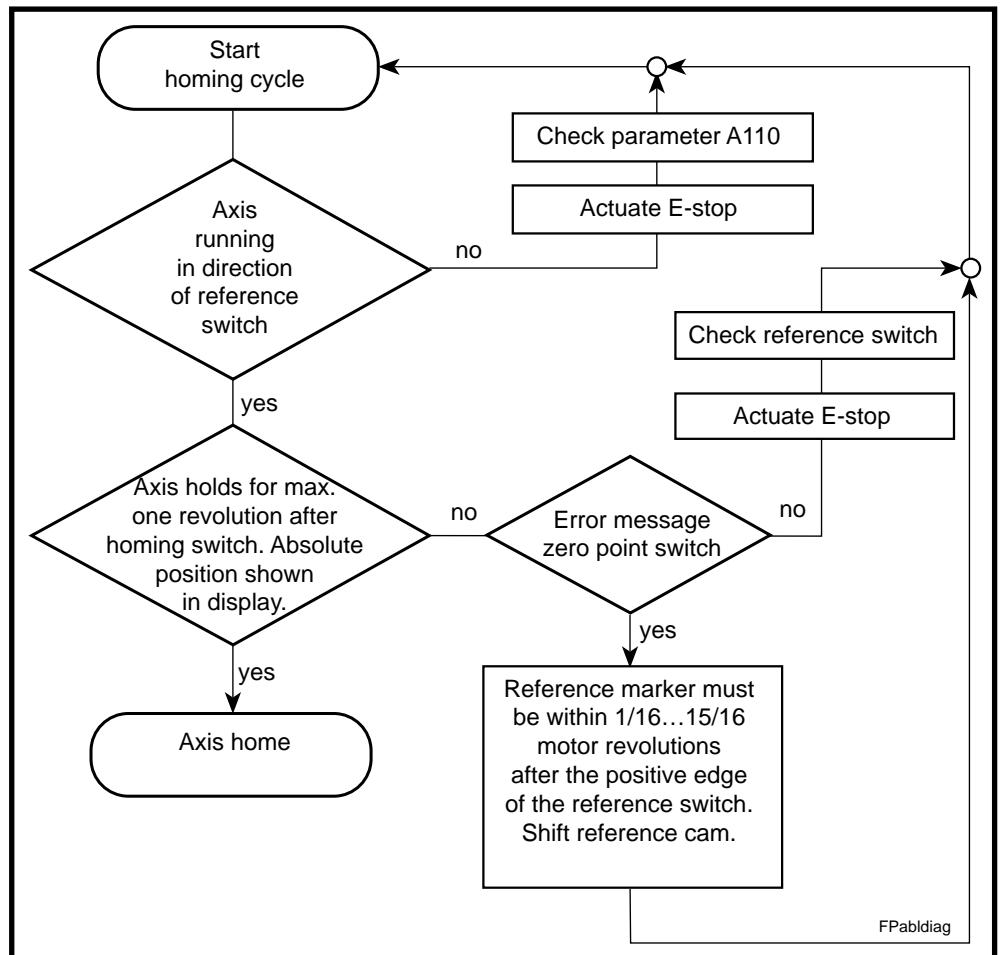 Start
homing cycle
Check parameter A110
Actuate E-stop
Axis
running
in direction
of reference
switch
no
Check reference switch
Actuate E-stop
yes
Axis holds for max.
one revolution after
homing switch. Absolute
position shown
in display.
no
Error message
zero point switch
no
yes
yes
Axis home
Reference marker must
be within 1/16…15/16
motor revolutions
after the positive edge
of the reference switch.
Shift reference cam.
FPabldiag